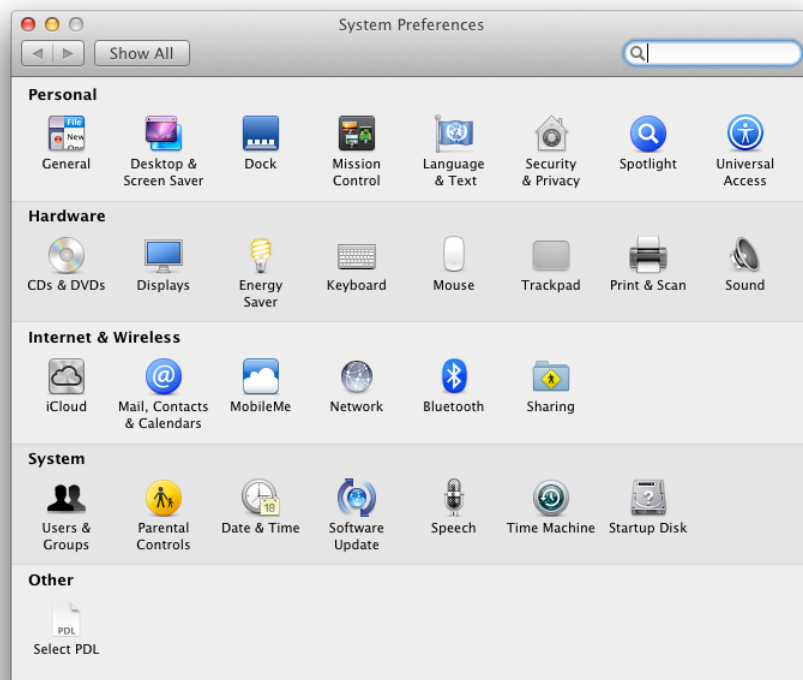 System Preferences
Show All
Personal
File
New
General
Desktop &
Screen Saver
Dock
Mission
Control
Language
& Text
Security
& Privacy
Spotlight
Universal
Access
Hardware
CDs & DVDs
Displays
Energy
Saver
Keyboard
Mouse
Trackpad
Print & Scan
Sound
Internet & Wireless
iCloud
@
Mail, Contacts
& Calendars
MobileMe
Network
Bluetooth
Sharing
System
Users &
Groups
Parental
Controls
18
Date & Time
Software
Update
Speech
Time Machine
?
Startup Disk
Other
PDL
Select PDL